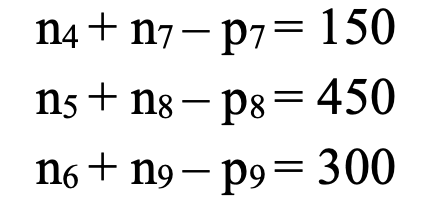 n₄ + n₇ – p₇ = 150
n₅ + n₈ – p₈ = 450
n₆ + n₉ – p₉ = 300